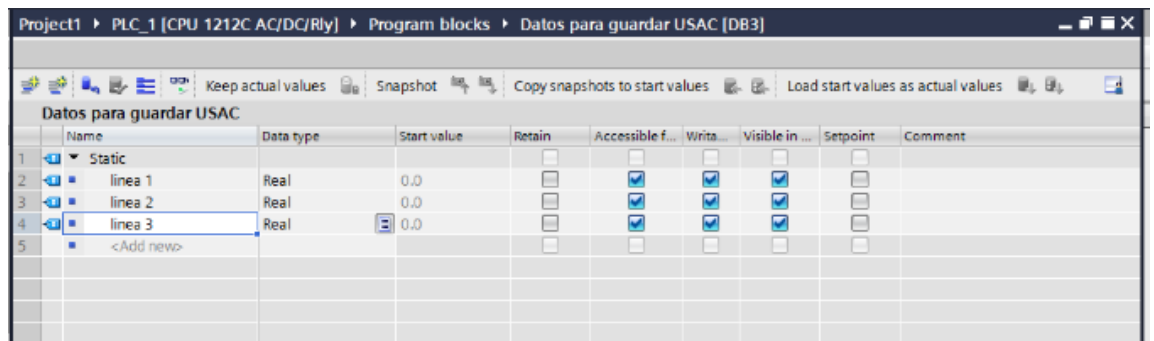 Project1 ▸ PLC_1 [CPU 1212C AC/DC/Rly] ▸ Program blocks ▸ Datos para guardar USAC [DB3]
Keep actual values Snapshot Copy snapshots to start values Load start values as actual values
Datos para guardar USAC
Name Data type Start value Retain Accessible f... Writa... Visible in ... Setpoint Comment
1 Static
2 linea 1 Real 0.0
3 linea 2 Real 0.0
4 linea 3 Real 0.0
5 <Add new>